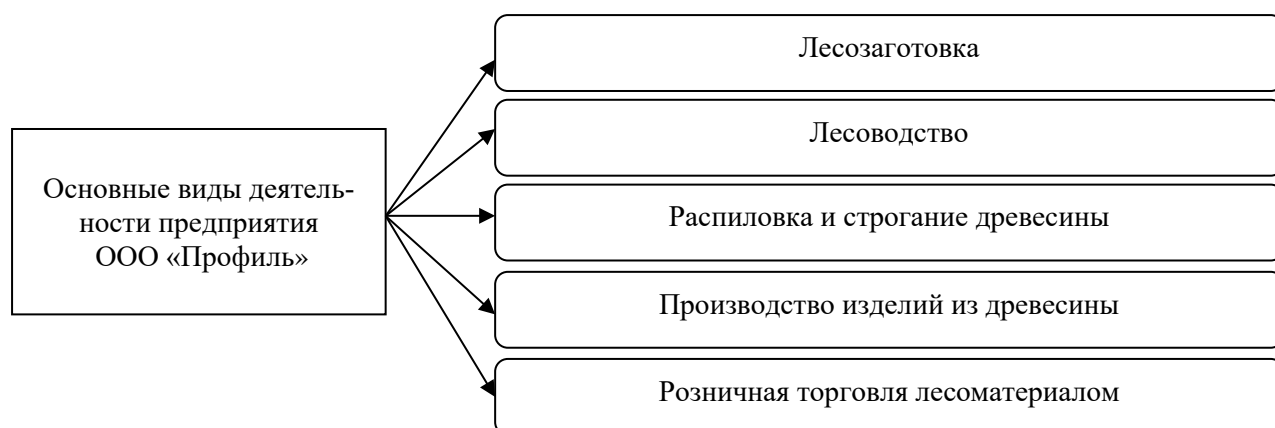 Лесозаготовка
Лесоводство
Основные виды деятель-
ности предприятия
ООО «Профиль»
Распиловка и строгание древесины
Производство изделий из древесины
Розничная торговля лесоматериалом